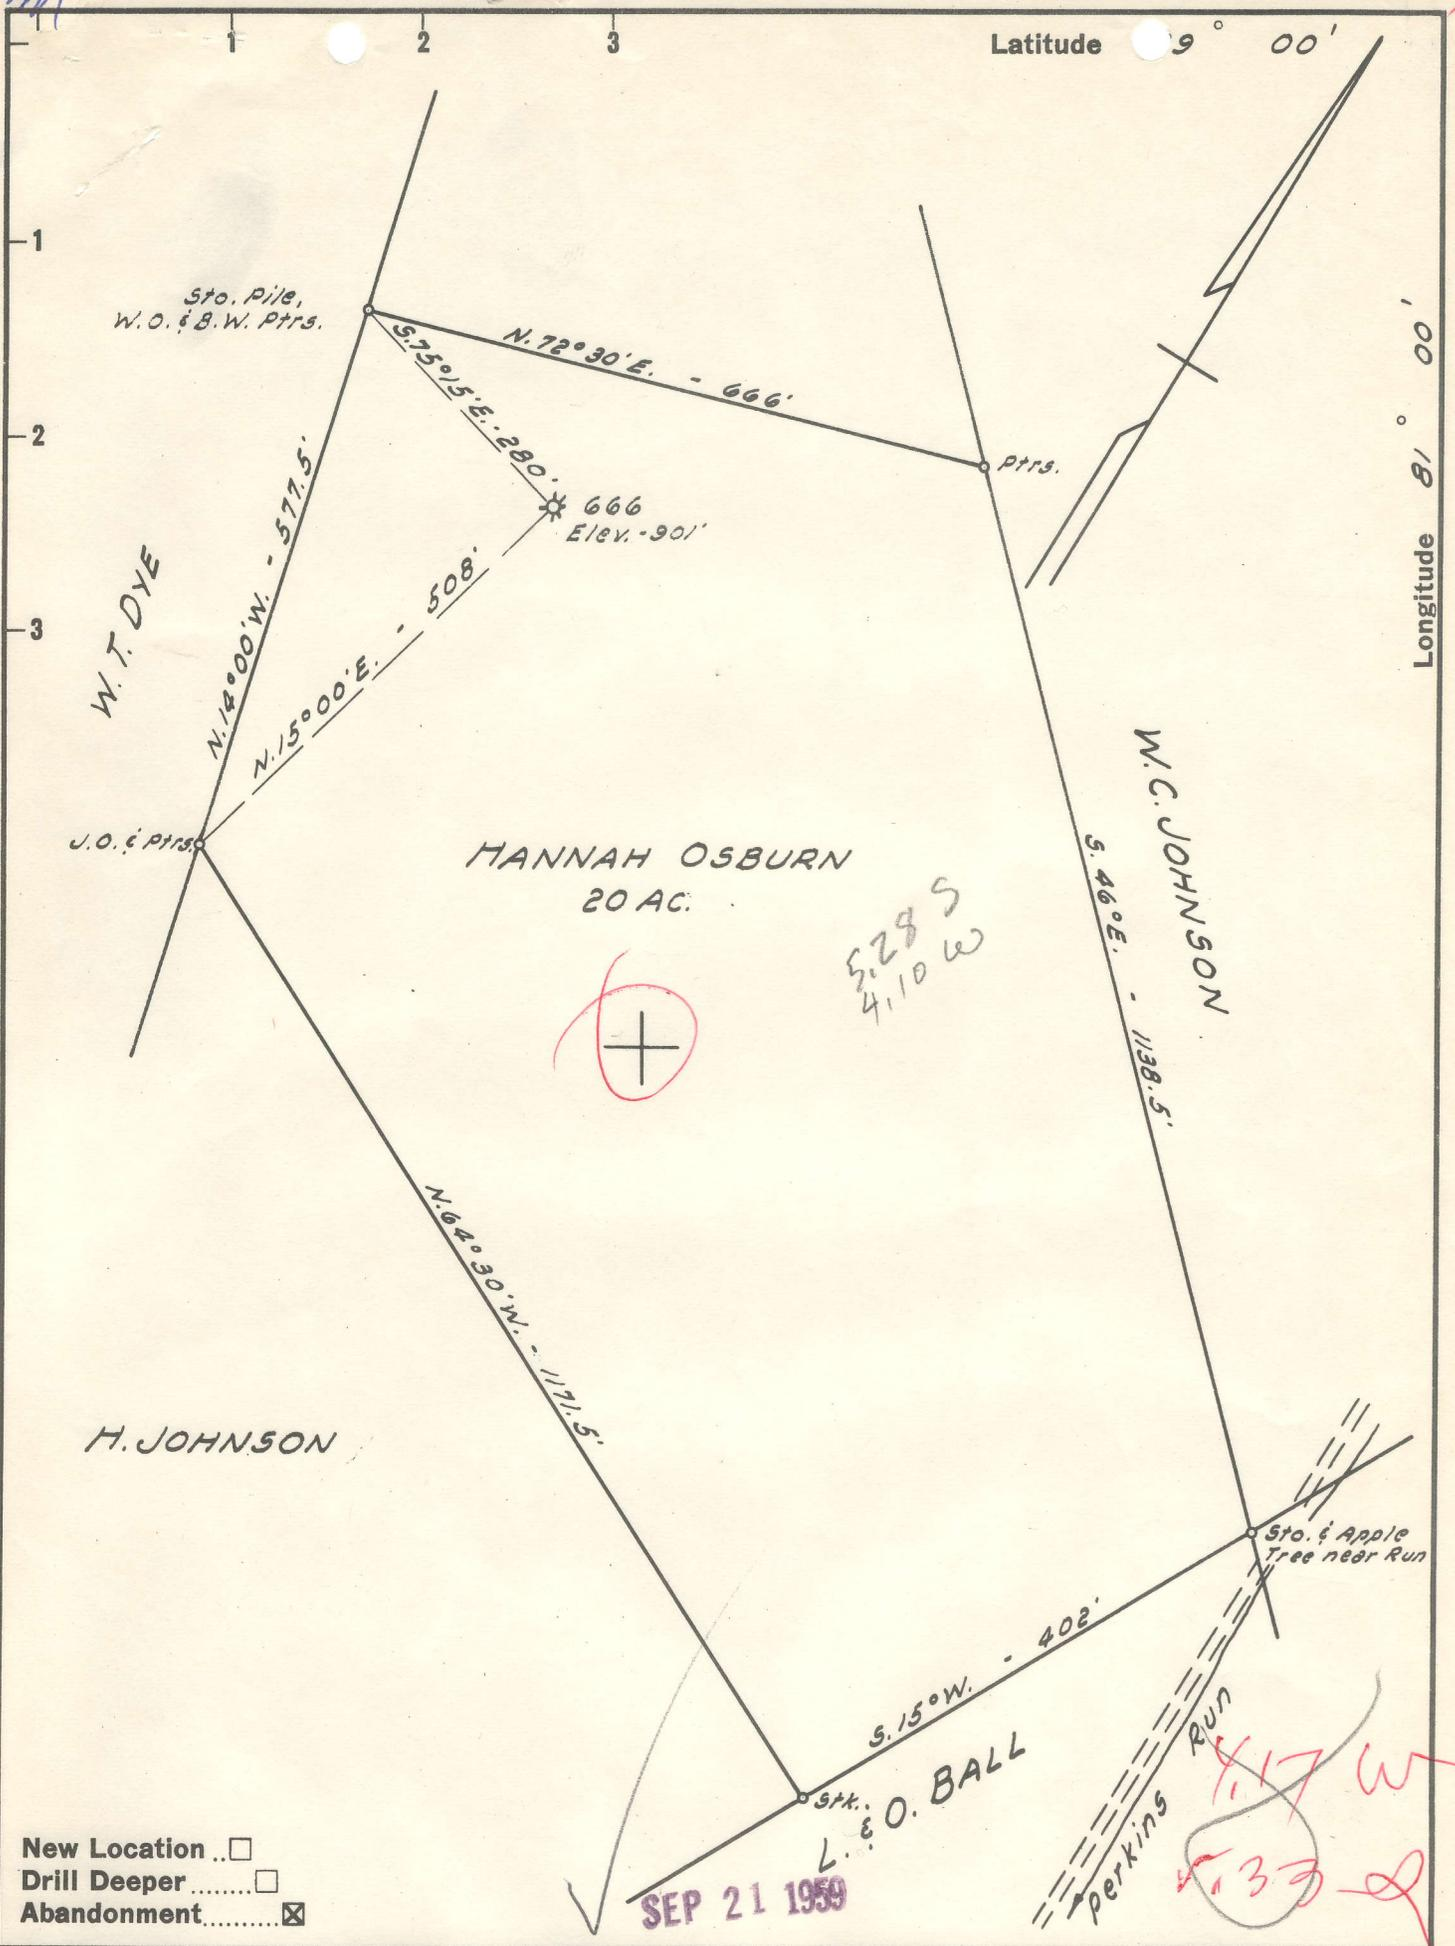 1 2 3
Latitude 9° 00'
1
2
3
Longitude 81° 00'
Sto. Pile,
W.O. & B.W. Ptrs.
N.72°30'E. - 666'
S.75°15'E. - 280'
Ptrs.
666
Elev. - 901'
N.14°00'W. - 577.5'
N.15°00'E. - 508'
W. T. DYE
J.O. & Ptrs.
HANNAH OSBURN
20 AC.
5.28 S
4.10 W
W.C. JOHNSON
S. 46°E. - 1138.5'
N.64°30'W. - 1171.5'
H. JOHNSON
Sto. & Apple
Tree near Run
S.15°W. - 402'
Stk.
L. & O. BALL
Perkins Run
4.17 W
5.33
New Location ..☐
Drill Deeper ........☐
Abandonment..........☒
SEP 21 1959